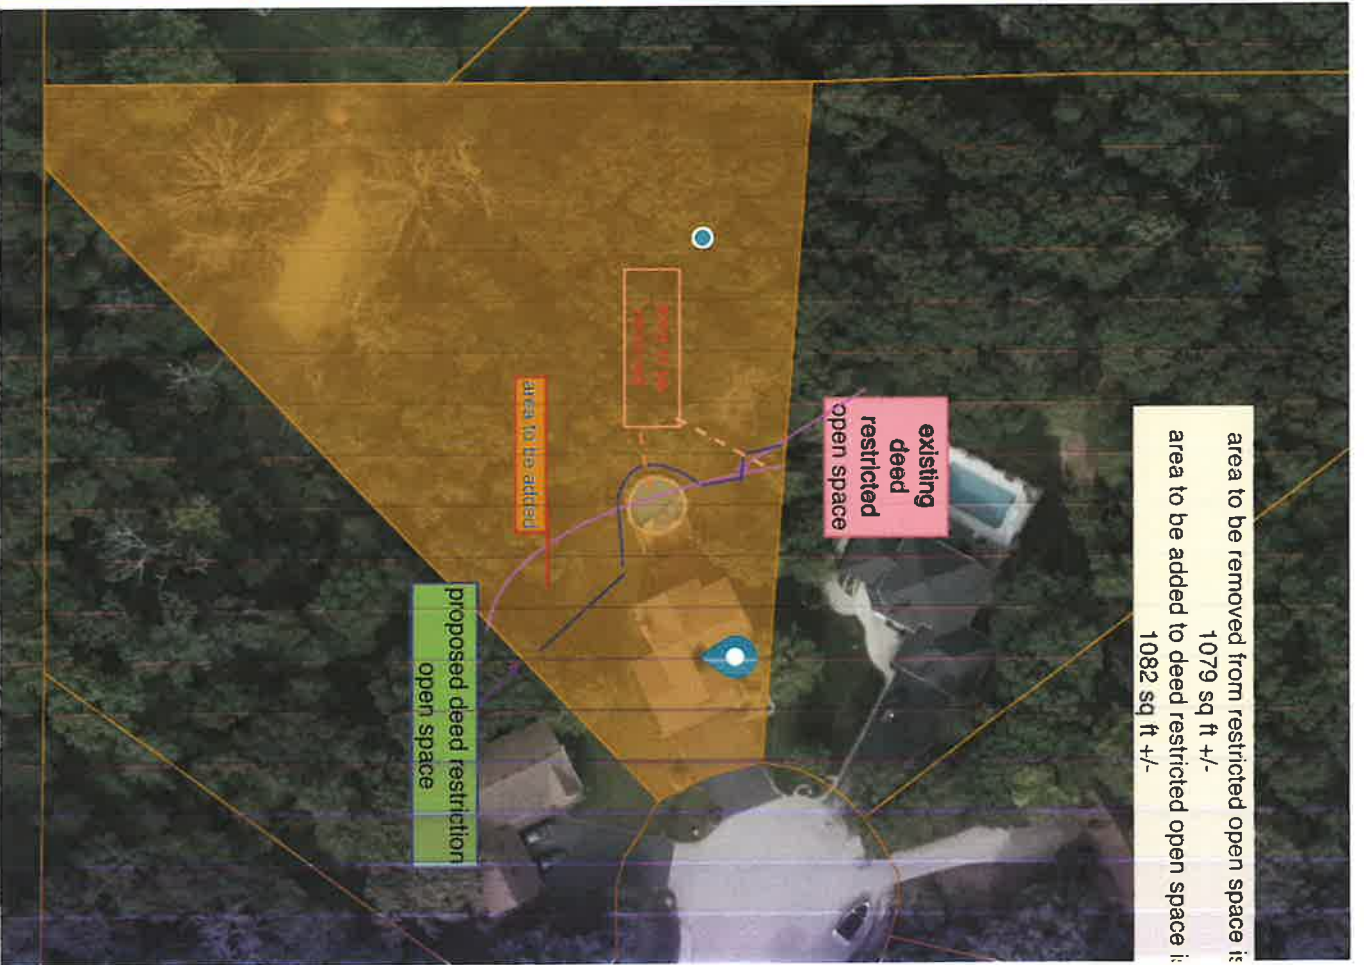 area to be removed from restricted open space is
1079 sq ft +/-
area to be added to deed restricted open space is
1082 sq ft +/-
existing
deed
restricted
open space
area to be added
proposed deed restriction
open space